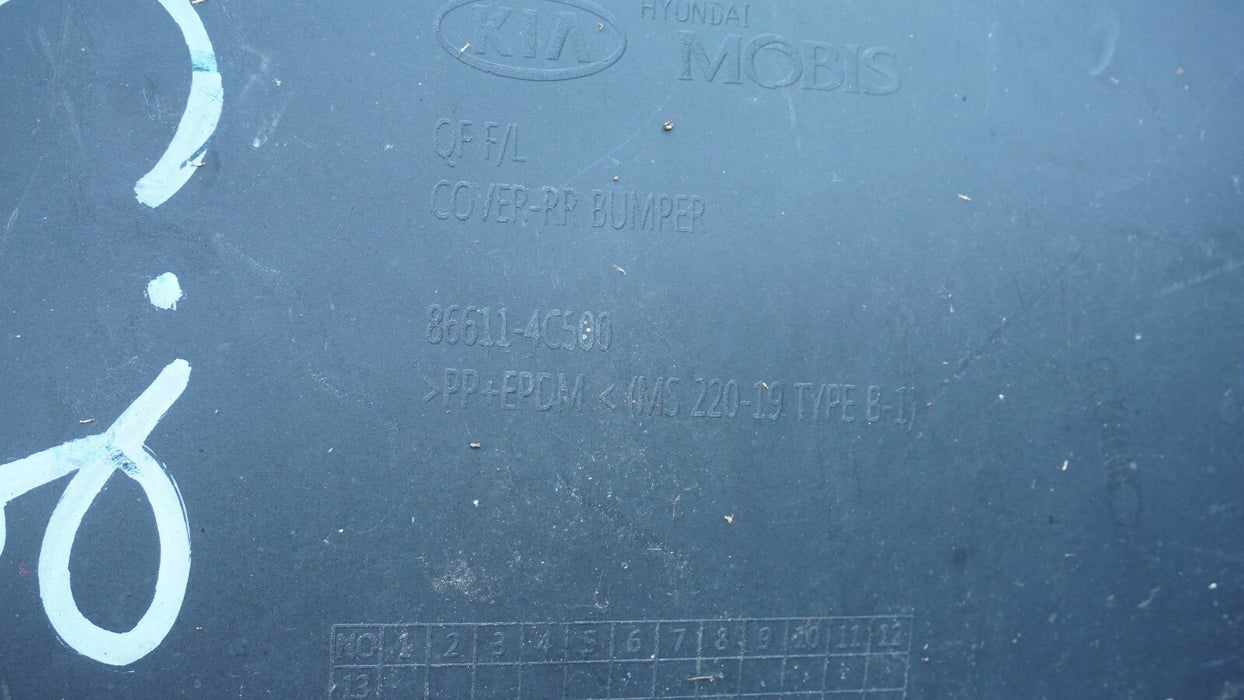 KIA HYUNDAI
MOBIS
QF F/L
COVER-RR BUMPER
86611-4C500
>PP+EPDM < (MS 220-19 TYPE B-1)
NO 1 2 3 4 5 6 7 8 9 10 11 12
13